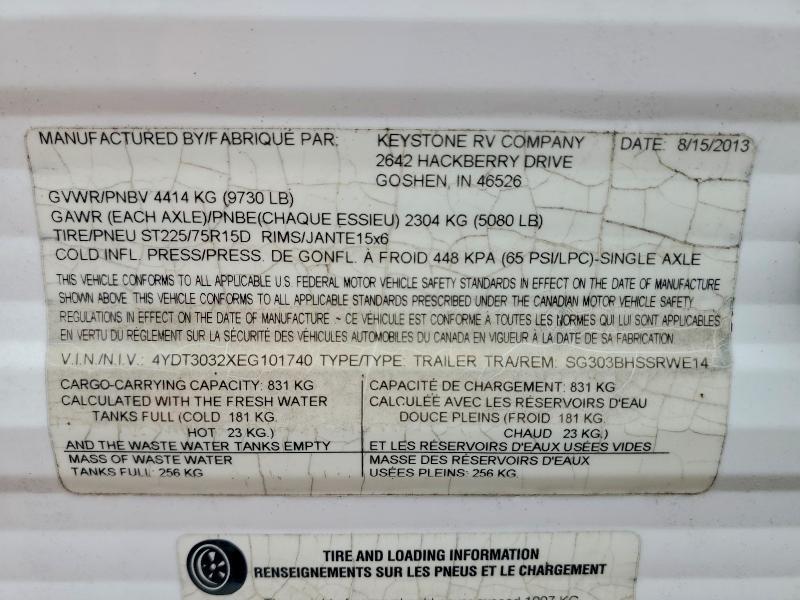 MANUFACTURED BY/FABRIQUÉ PAR: KEYSTONE RV COMPANY DATE: 8/15/2013
2642 HACKBERRY DRIVE
GOSHEN, IN 46526
GVWR/PNBV 4414 KG (9730 LB)
GAWR (EACH AXLE)/PNBE(CHAQUE ESSIEU) 2304 KG (5080 LB)
TIRE/PNEU ST225/75R15D RIMS/JANTE15x6
COLD INFL. PRESS/PRESS. DE GONFL. À FROID 448 KPA (65 PSI/LPC)-SINGLE AXLE
THIS VEHICLE CONFORMS TO ALL APPLICABLE U.S. FEDERAL MOTOR VEHICLE SAFETY STANDARDS IN EFFECT ON THE DATE OF MANUFACTURE
SHOWN ABOVE THIS VEHICLE CONFORMS TO ALL APPLICABLE STANDARDS PRESCRIBED UNDER THE CANADIAN MOTOR VEHICLE SAFETY
REGULATIONS IN EFFECT ON THE DATE OF MANUFACTURE ~ CE VÉHICULE EST CONFORME À TOUTES LES NORMES QUI LUI SONT APPLICABLES
EN VERTU DU RÈGLEMENT SUR LA SÉCURITÉ DES VÉHICULES AUTOMOBILES DU CANADA EN VIGUEUR À LA DATE DE SA FABRICATION.
V.I.N./N.I.V.: 4YDT3032XEG101740 TYPE/TYPE: TRAILER TRA/REM: SG303BHSSRWE14
CARGO-CARRYING CAPACITY: 831 KG
CALCULATED WITH THE FRESH WATER
TANKS FULL (COLD 181 KG.)
HOT 23 KG.)
AND THE WASTE WATER TANKS EMPTY
MASS OF WASTE WATER
TANKS FULL: 256 KG
CAPACITÉ DE CHARGEMENT: 831 KG
CALCULÉE AVEC LES RÉSERVOIRS D'EAU
DOUCE PLEINS (FROID 181 KG.)
CHAUD 23 KG.)
ET LES RÉSERVOIRS D'EAUX USÉES VIDES
MASSE DES RÉSERVOIRS D'EAUX
USÉES PLEINS: 256 KG.
TIRE AND LOADING INFORMATION
RENSEIGNEMENTS SUR LES PNEUS ET LE CHARGEMENT